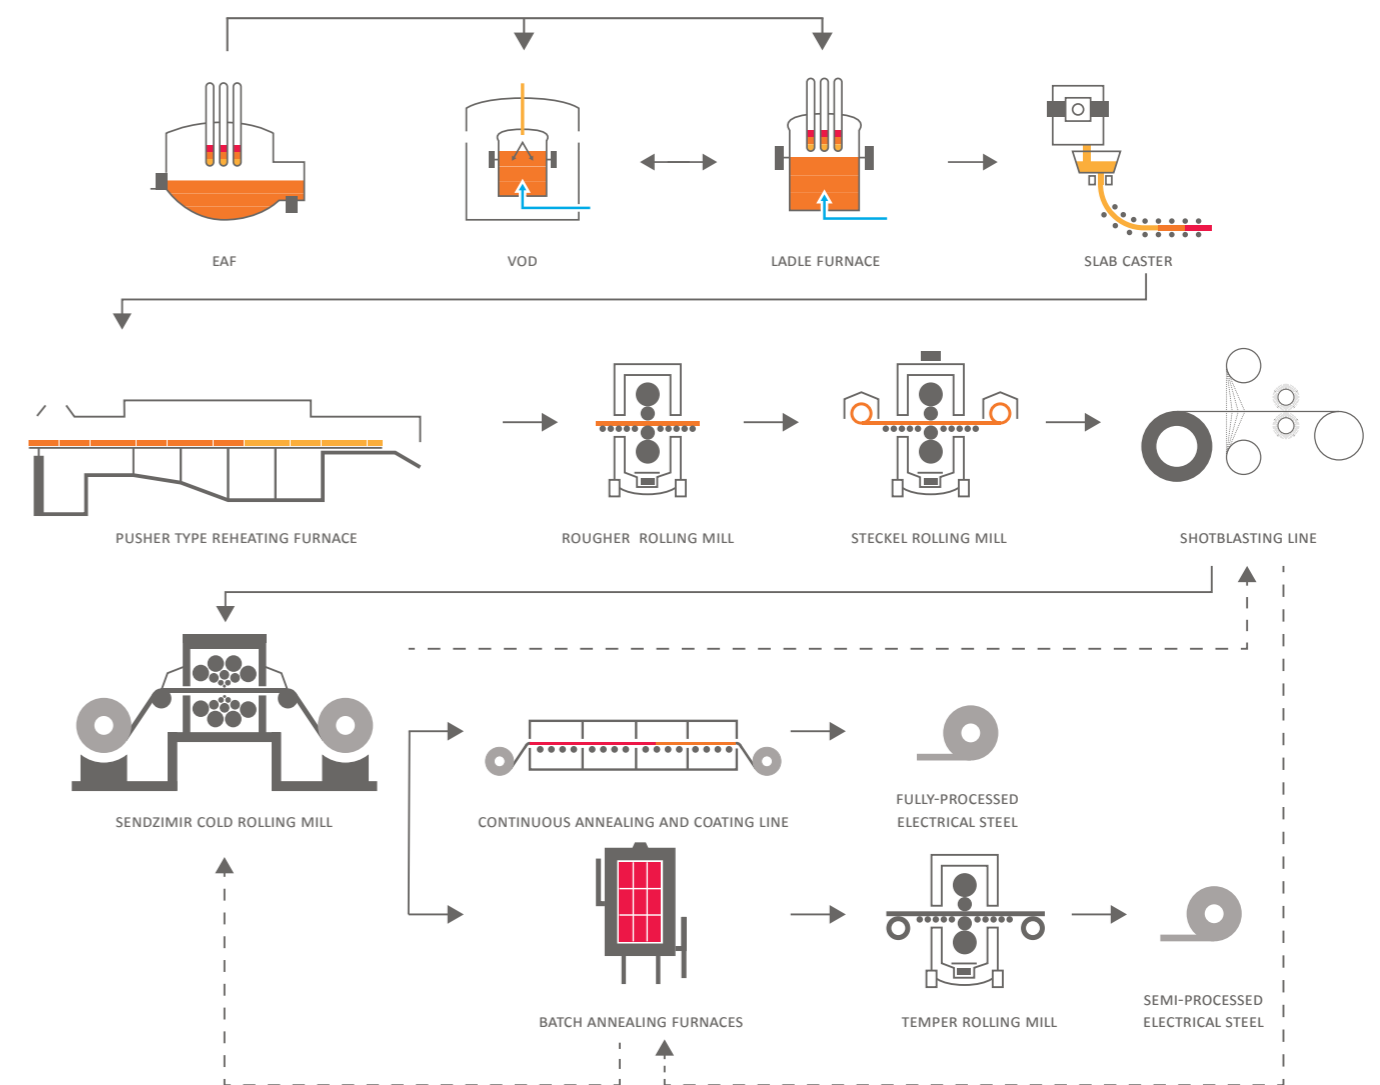 EAF
VOD
LADLE FURNACE
SLAB CASTER
PUSHER TYPE REHEATING FURNACE
ROUGHER ROLLING MILL
STECKEL ROLLING MILL
SHOTBLASTING LINE
SENDZIMIR COLD ROLLING MILL
CONTINUOUS ANNEALING AND COATING LINE
FULLY-PROCESSED
ELECTRICAL STEEL
BATCH ANNEALING FURNACES
TEMPER ROLLING MILL
SEMI-PROCESSED
ELECTRICAL STEEL